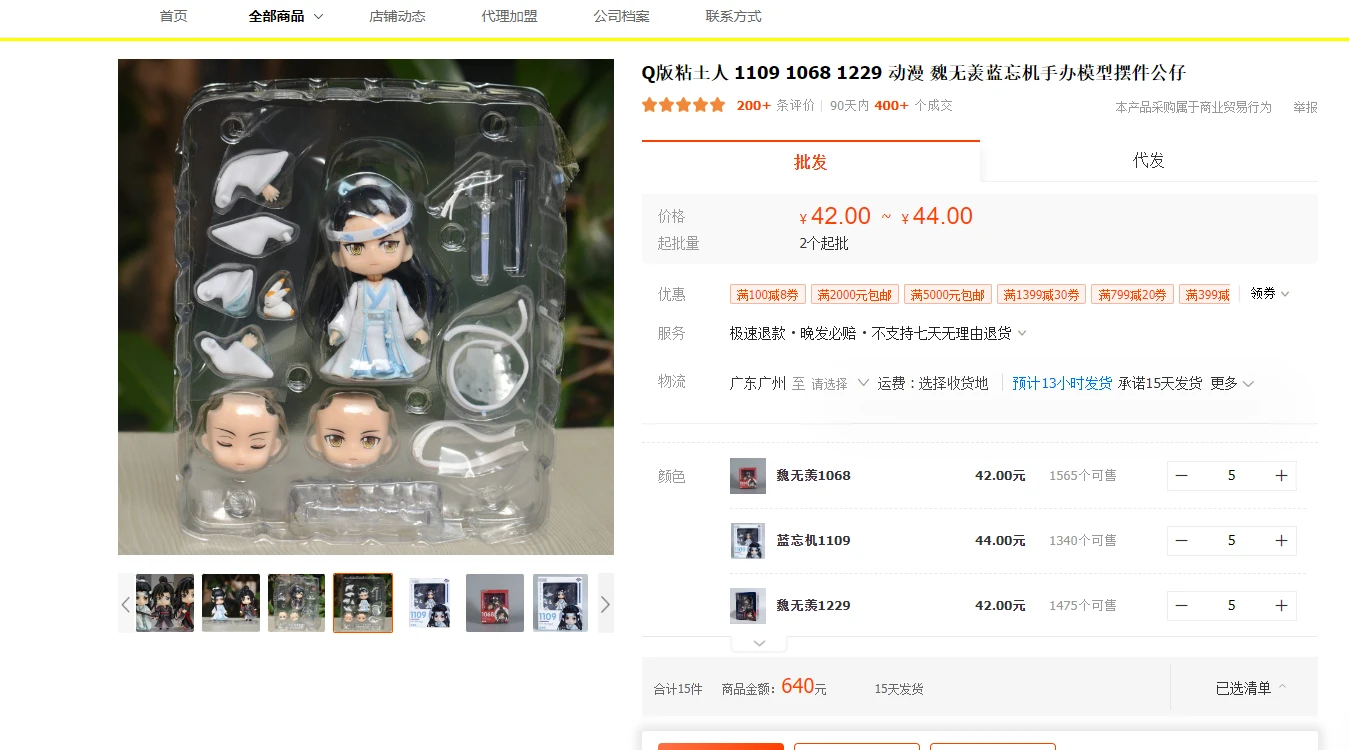 首页 全部商品 店铺动态 代理加盟 公司档案 联系方式
Q版粘土人 1109 1068 1229 动漫 魏无羡蓝忘机手办模型摆件公仔
200+ 条评价 90天内 400+ 个成交 本产品采购属于商业贸易行为 举报
批发 代发
价格 ¥ 42.00 ~ ¥ 44.00
起批量 2个起批
优惠 满100减8券 满2000元包邮 满5000元包邮 满1399减30券 满799减20券 满399减 领券
服务 极速退款·晚发必赔·不支持七天无理由退货
物流 广东广州 至 请选择 运费：选择收货地 预计13小时发货 承诺15天发货 更多
颜色 魏无羡1068 42.00元 1565个可售 — 5 +
蓝忘机1109 44.00元 1340个可售 — 5 +
魏无羡1229 42.00元 1475个可售 — 5 +
1109 1068 1109
合计15件 商品金额：640元 15天发货 已选清单